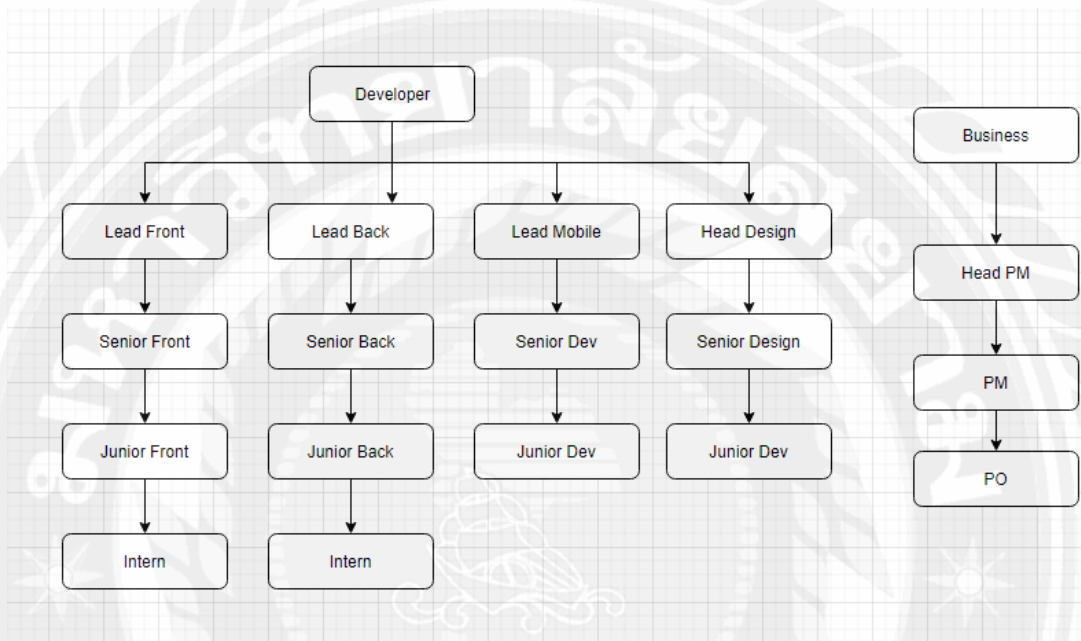 Developer
Business
Lead Front
Lead Back
Lead Mobile
Head Design
Head PM
Senior Front
Senior Back
Senior Dev
Senior Design
PM
Junior Front
Junior Back
Junior Dev
Junior Dev
PO
Intern
Intern